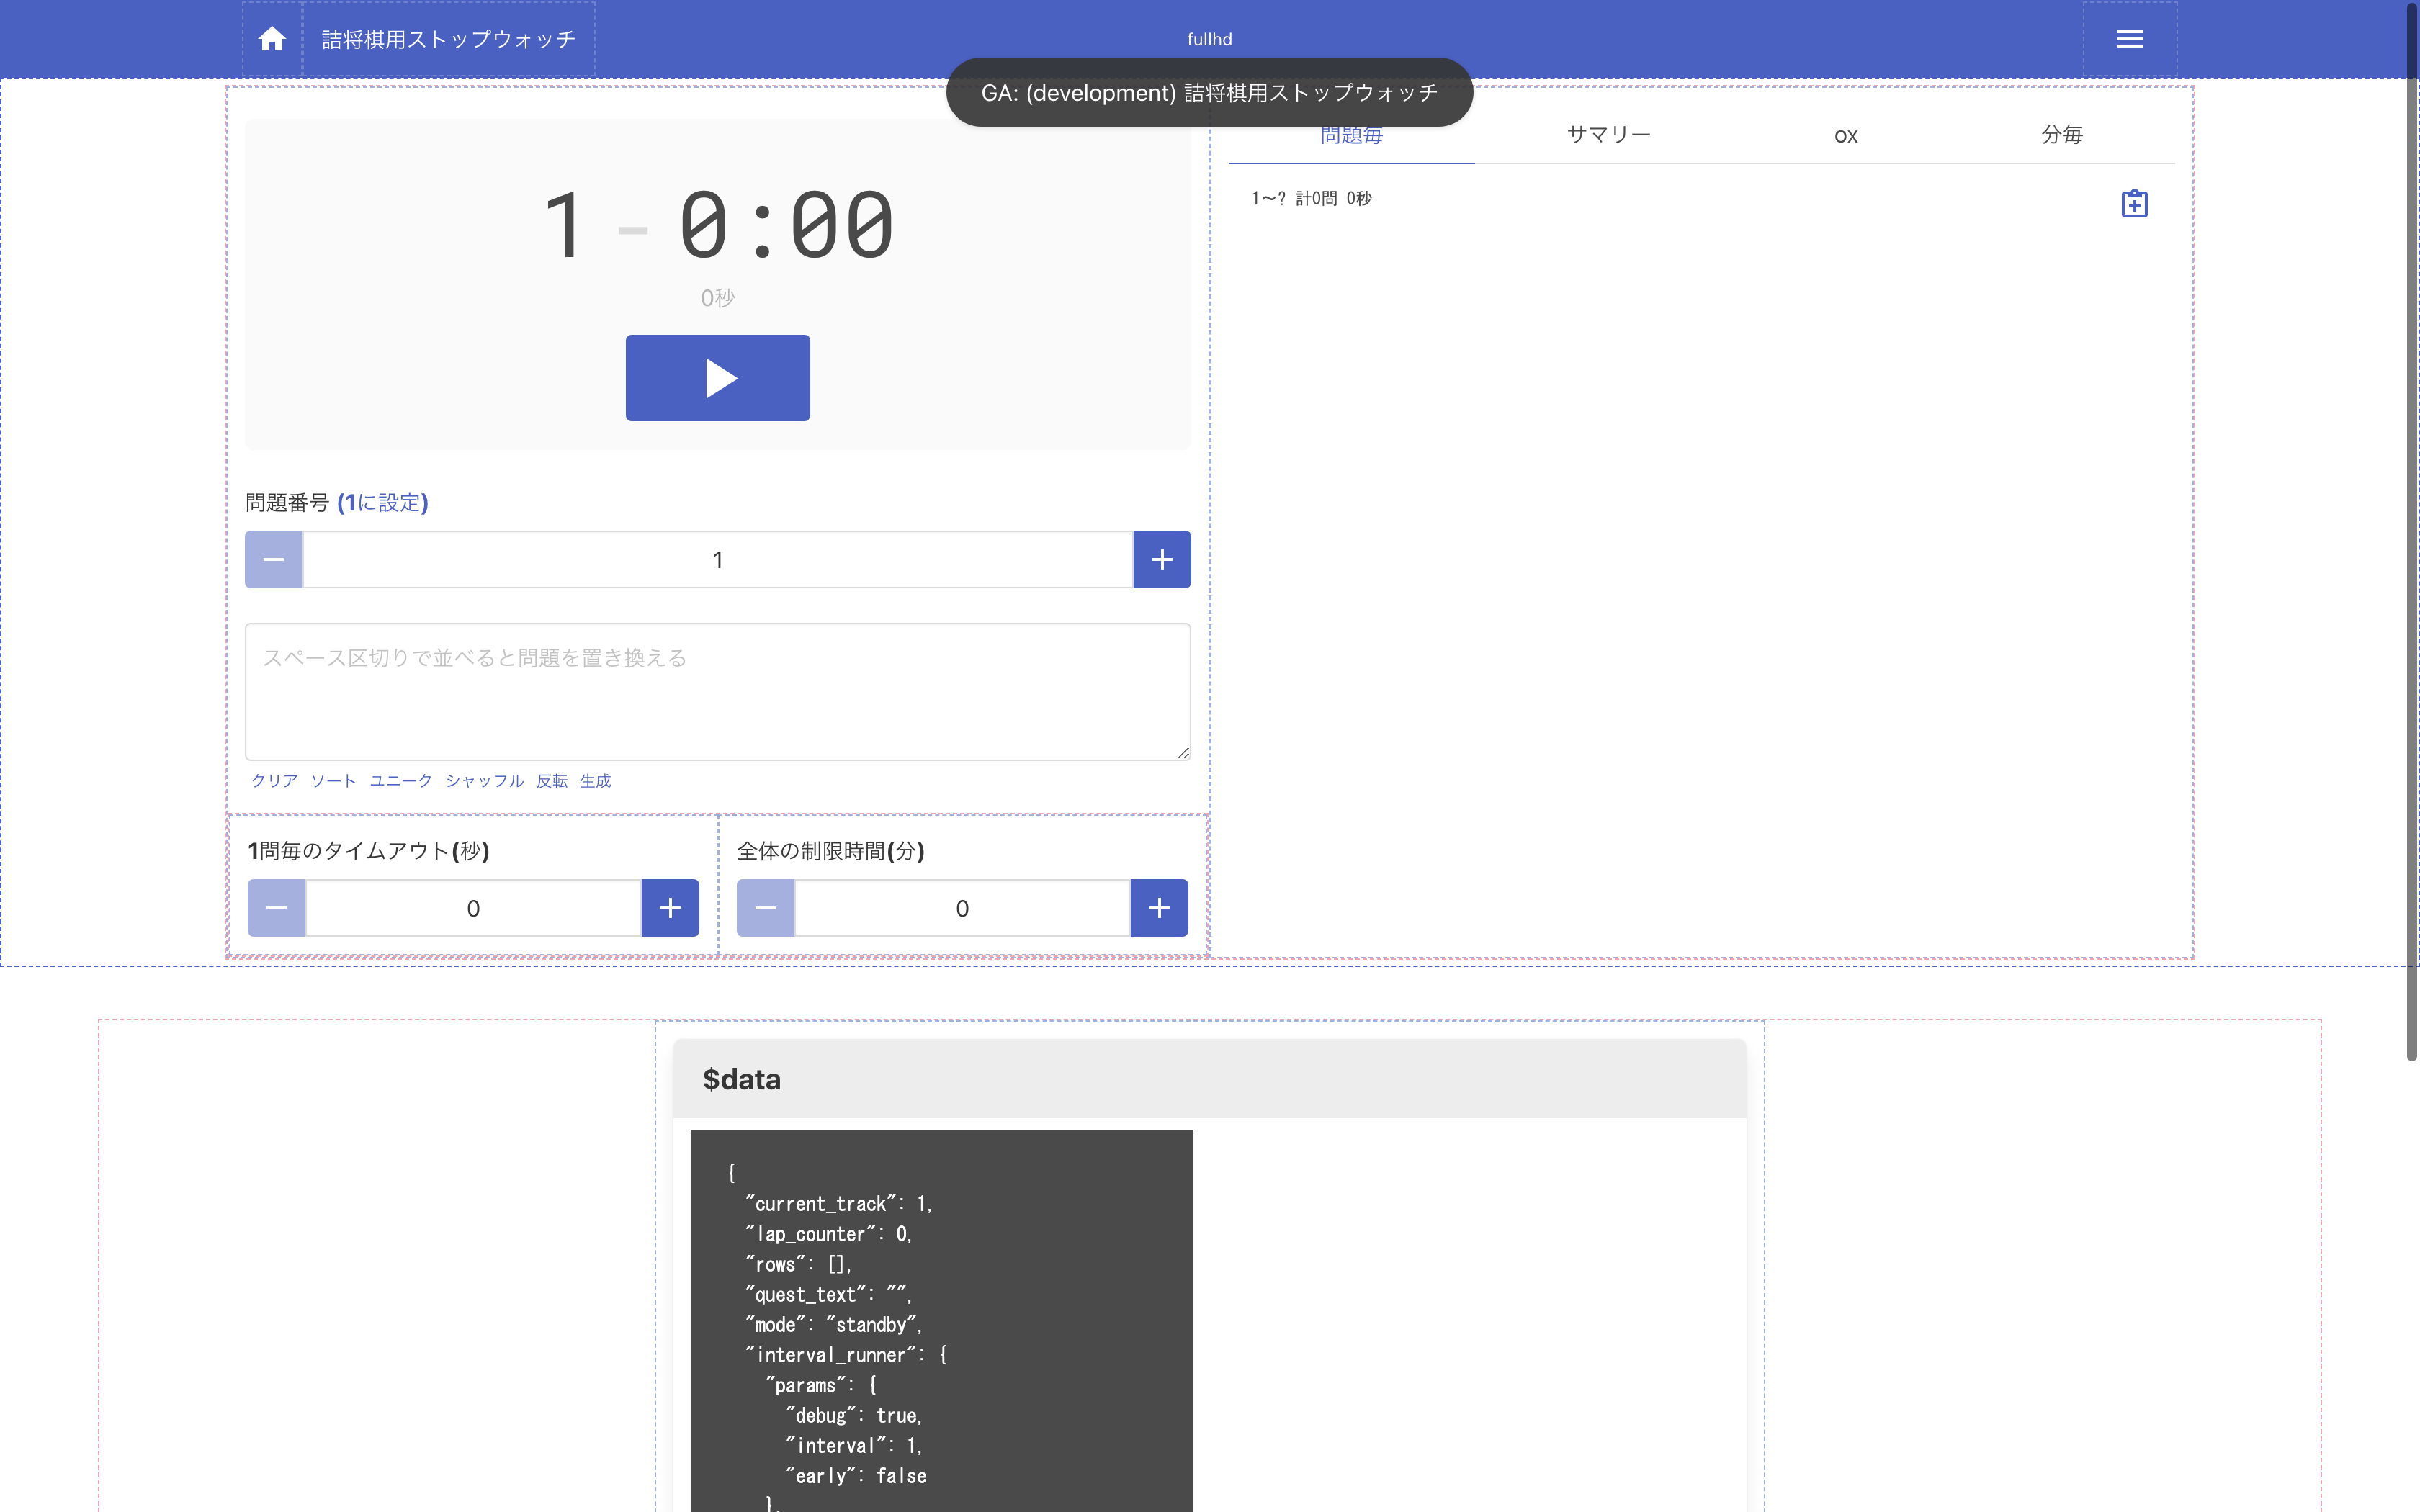 詰将棋用ストップウォッチ
fullhd
GA: (development) 詰将棋用ストップウォッチ
1 - 0:00
0秒
問題番号 (1に設定)
1
スペース区切りで並べると問題を置き換える
クリア ソート ユニーク シャッフル 反転 生成
1問毎のタイムアウト(秒)
0
全体の制限時間(分)
0
問題毎 サマリー ox 分毎
1〜? 計0問 0秒
$data
{
"current_track": 1,
"lap_counter": 0,
"rows": [],
"quest_text": "",
"mode": "standby",
"interval_runner": {
"params": {
"debug": true,
"interval": 1,
"early": false
},